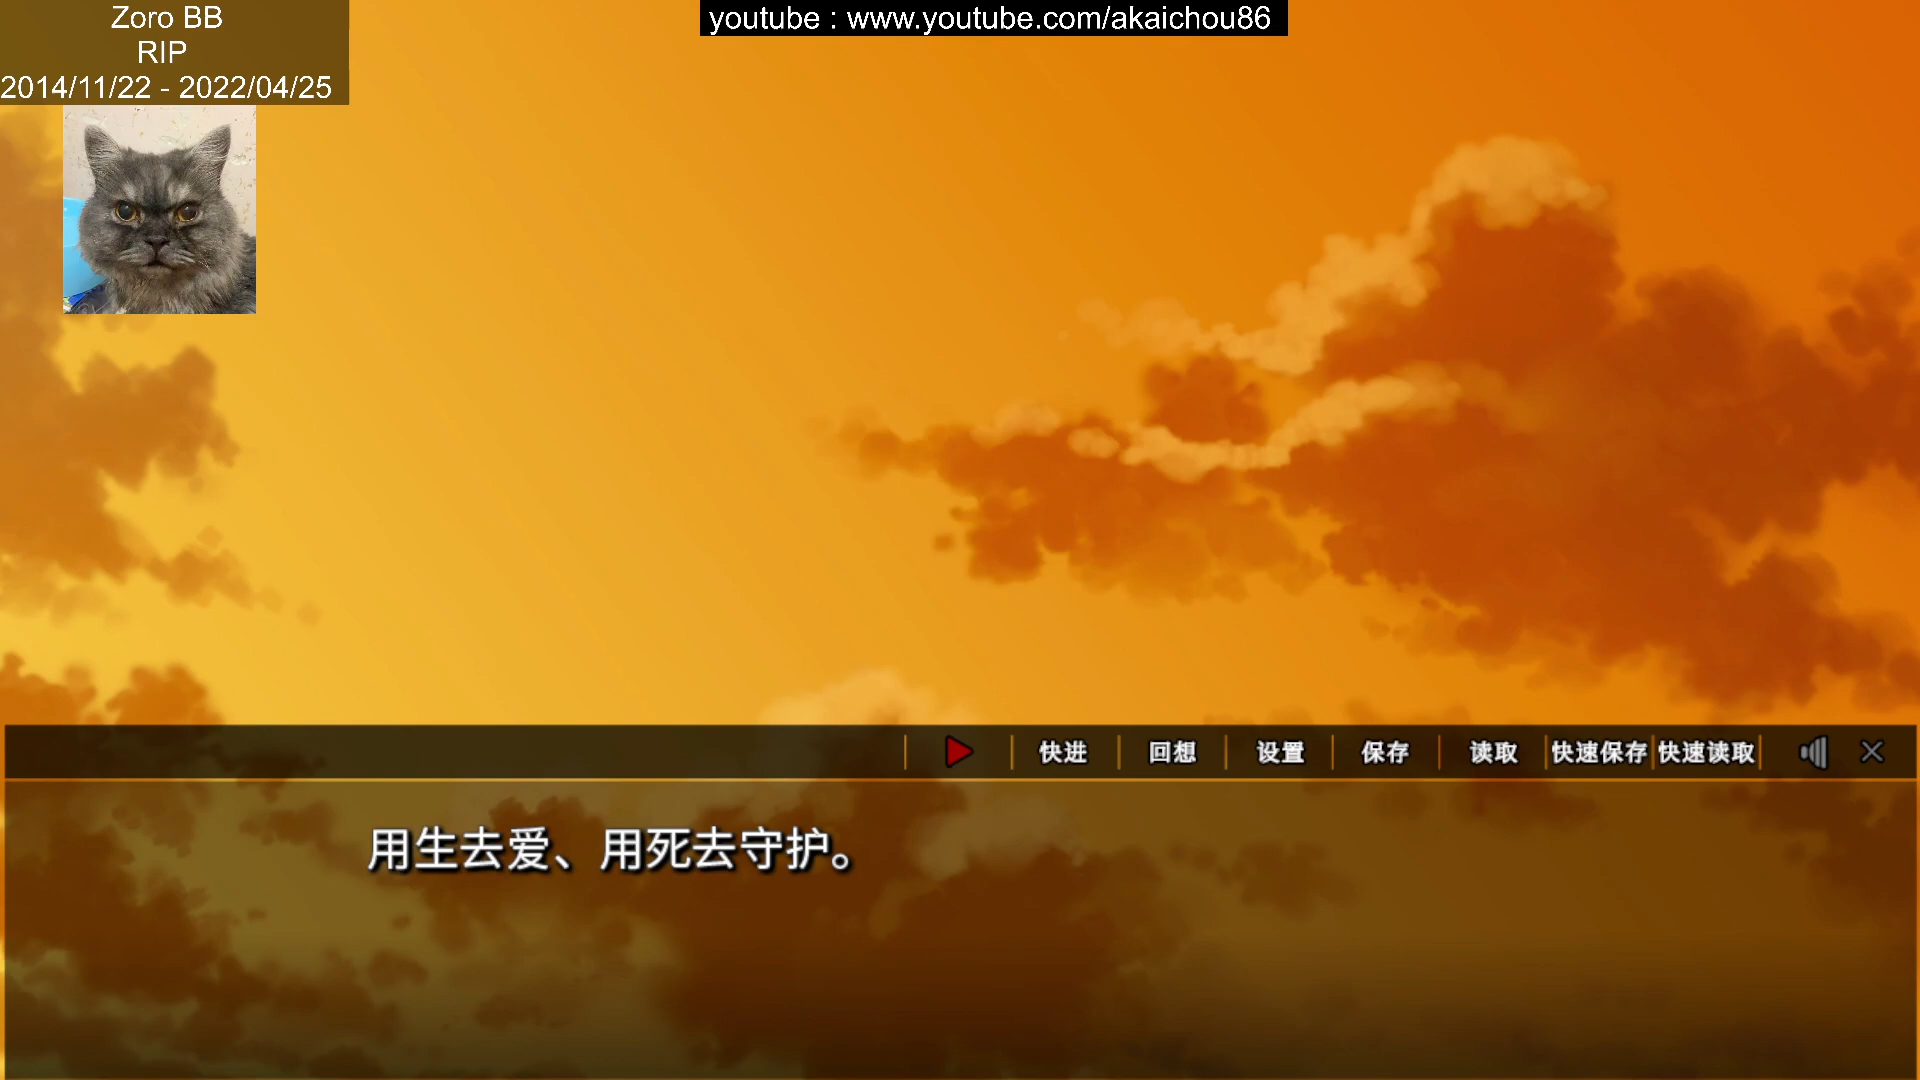 Zoro BB
RIP
2014/11/22 - 2022/04/25
youtube : www.youtube.com/akaichou86
快进 回想 设置 保存 读取 快速保存 快速读取
用生去爱、用死去守护。